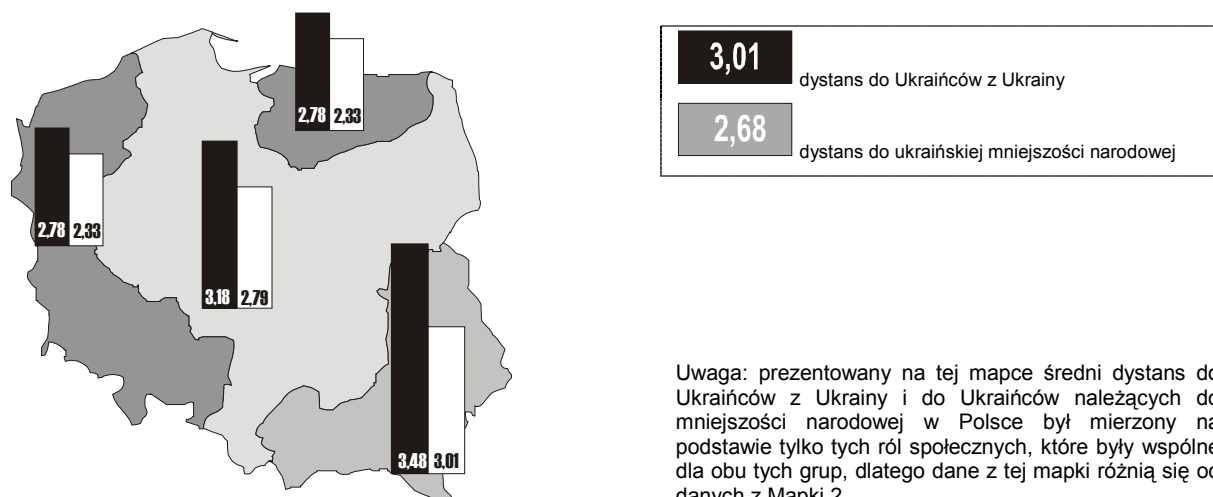 2,78 2,33
2,78 2,33
3,18 2,79
3,48 3,01
3,01
dystans do Ukraińców z Ukrainy
2,68
dystans do ukraińskiej mniejszości narodowej
Uwaga: prezentowany na tej mapce średni dystans do
Ukraińców z Ukrainy i do Ukraińców należących do
mniejszości narodowej w Polsce był mierzony na
podstawie tylko tych ról społecznych, które były wspólne
dla obu tych grup, dlatego dane z tej mapki różnią się od
danych z Mapki 2